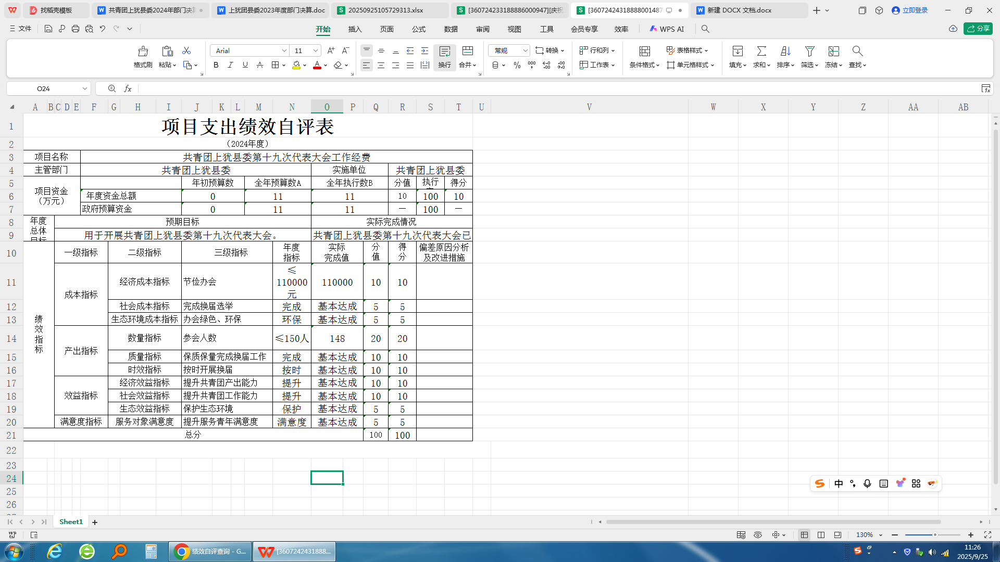 找稻壳模板
共青团上犹县委2024年部门决算
上犹团县委2023年度部门决算.doc
20250925105729313.xlsx
[360724233188886000947][庆祝
[36072424318888001487
新建 DOCX 文档.docx
立即登录
文件
开始 插入 页面 公式 数据 审阅 视图 工具 会员专享 效率 WPS AI
分享
格式刷 粘贴
Arial 11
换行 合并
常规 转换
行和列 工作表
条件格式 表格样式 单元格样式
填充 求和 排序 筛选 冻结 查找
O24
fx
A B C D E F G H I J K L M N O P Q R S T U V W X Y Z AA AB
1 项目支出绩效自评表
2 （2024年度）
3 项目名称 共青团上犹县委第十九次代表大会工作经费
4 主管部门 共青团上犹县委 实施单位 共青团上犹县委
5 项目资金（万元） 年初预算数 全年预算数A 全年执行数B 分值 执行 得分
6 年度资金总额 0 11 11 10 100 10
7 政府预算资金 0 11 11 — 100 —
8 年度总体目标 预期目标 实际完成情况
9 用于开展共青团上犹县委第十九次代表大会。 共青团上犹县委第十九次代表大会已
10 绩效指标 一级指标 二级指标 三级指标 年度指标 实际完成值 分值 得分 偏差原因分析及改进措施
11 成本指标 经济成本指标 节俭办会 ≤110000元 110000 10 10
12 社会成本指标 完成换届选举 完成 基本达成 5 5
13 生态环境成本指标 办会绿色、环保 环保 基本达成 5 5
14 产出指标 数量指标 参会人数 ≤150人 148 20 20
15 质量指标 保质保量完成换届工作 完成 基本达成 10 10
16 时效指标 按时开展换届 按时 基本达成 10 10
17 效益指标 经济效益指标 提升共青团产出能力 提升 基本达成 10 10
18 社会效益指标 提升共青团工作能力 提升 基本达成 10 10
19 生态效益指标 保护生态环境 保护 基本达成 5 5
20 满意度指标 服务对象满意度 提升服务青年满意度 满意度 基本达成 5 5
21 总分 100 100
22
23
24
25
26
中
Sheet1
130%
绩效自评查询 - G...
[3607242431888...
11:26
2025/9/25